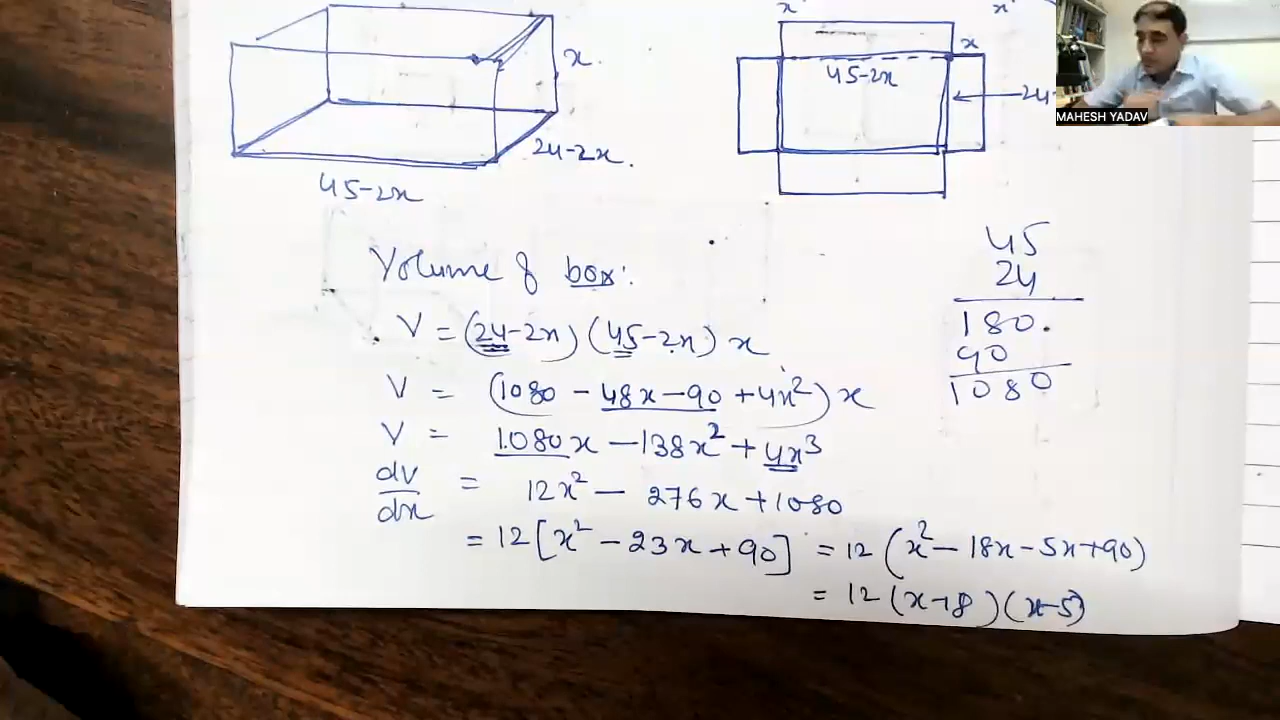 x x
x.
24-2x.
45-2x
x
45-2x
24-
MAHESH YADAV
Volume of box:
V = (24-2x) (45-2x) x
V = (1080 - 48x - 90 + 4x²) x
V = 1080x - 138x² + 4x³
dv/dx = 12x² - 276x + 1080
= 12[x² - 23x + 90] = 12 (x² - 18x - 5x + 90)
= 12 (x-18) (x-5)
45
24
180.
90
1080